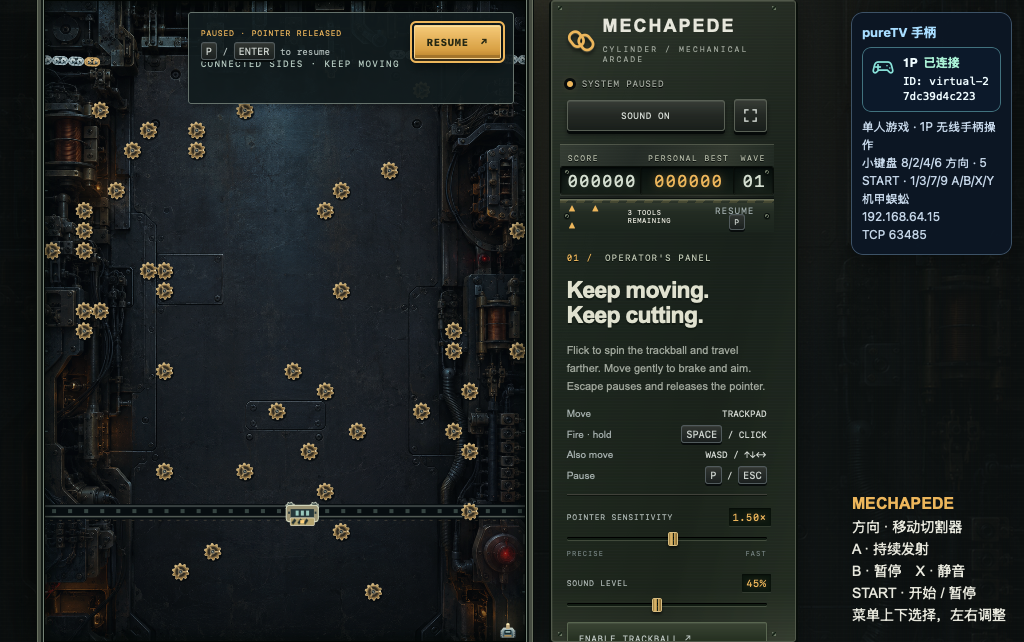 PAUSED · POINTER RELEASED
P / ENTER to resume
CONNECTED SIDES · KEEP MOVING
RESUME ↗
MECHAPEDE
CYLINDER / MECHANICAL
ARCADE
SYSTEM PAUSED
SOUND ON
SCORE PERSONAL BEST WAVE
000000 000000 01
3 TOOLS
REMAINING
RESUME
P
01 / OPERATOR'S PANEL
Keep moving.
Keep cutting.
Flick to spin the trackball and travel
farther. Move gently to brake and aim.
Escape pauses and releases the pointer.
Move TRACKPAD
Fire · hold SPACE / CLICK
Also move WASD / ↑↓↔
Pause P / ESC
POINTER SENSITIVITY 1.50×
PRECISE FAST
SOUND LEVEL 45%
ENABLE TRACKBALL ↗
pureTV 手柄
1P 已连接
ID: virtual-2
7dc39d4c223
单人游戏 · 1P 无线手柄操
作
小键盘 8/2/4/6 方向 · 5
START · 1/3/7/9 A/B/X/Y
机甲蜈蚣
192.168.64.15
TCP 63485
MECHAPEDE
方向 · 移动切割器
A · 持续发射
B · 暂停 X · 静音
START · 开始 / 暂停
菜单上下选择，左右调整